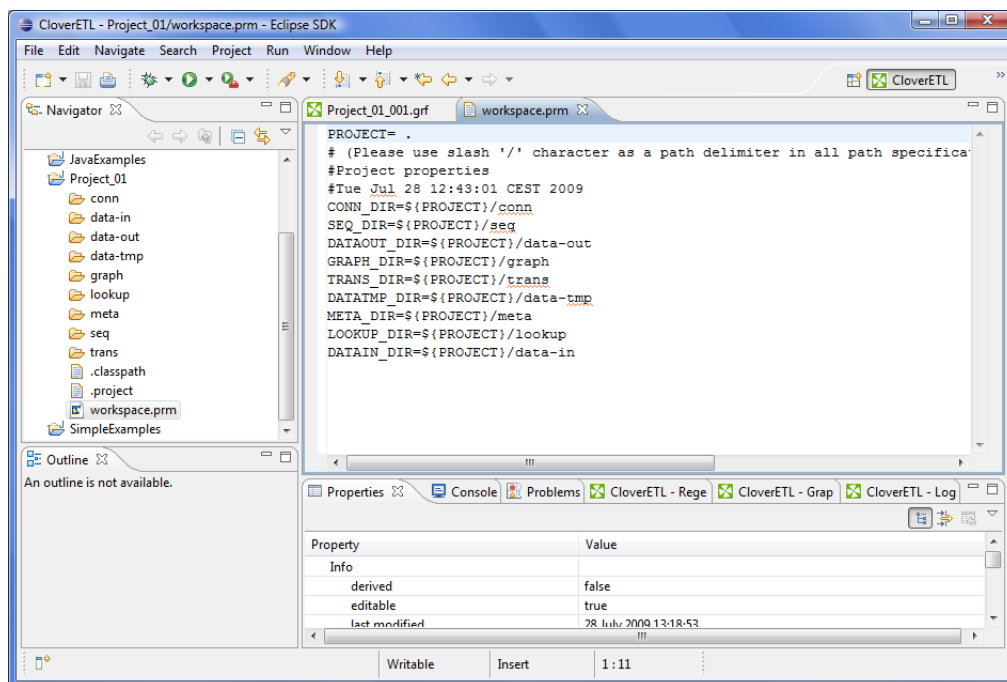 CloverETL - Project_01/workspace.prm - Eclipse SDK
File Edit Navigate Search Project Run Window Help
CloverETL
Navigator
JavaExamples
Project_01
conn
data-in
data-out
data-tmp
graph
lookup
meta
seq
trans
.classpath
.project
workspace.prm
SimpleExamples
Outline
An outline is not available.
Project_01_001.grf workspace.prm
PROJECT= .
# (Please use slash '/' character as a path delimiter in all path specifica
#Project properties
#Tue Jul 28 12:43:01 CEST 2009
CONN_DIR=${PROJECT}/conn
SEQ_DIR=${PROJECT}/seq
DATAOUT_DIR=${PROJECT}/data-out
GRAPH_DIR=${PROJECT}/graph
TRANS_DIR=${PROJECT}/trans
DATATMP_DIR=${PROJECT}/data-tmp
META_DIR=${PROJECT}/meta
LOOKUP_DIR=${PROJECT}/lookup
DATAIN_DIR=${PROJECT}/data-in
Properties Console Problems CloverETL - Rege CloverETL - Grap CloverETL - Log
Property Value
Info
derived false
editable true
last modified 28 July 2009 13:18:53
Writable Insert 1 : 11